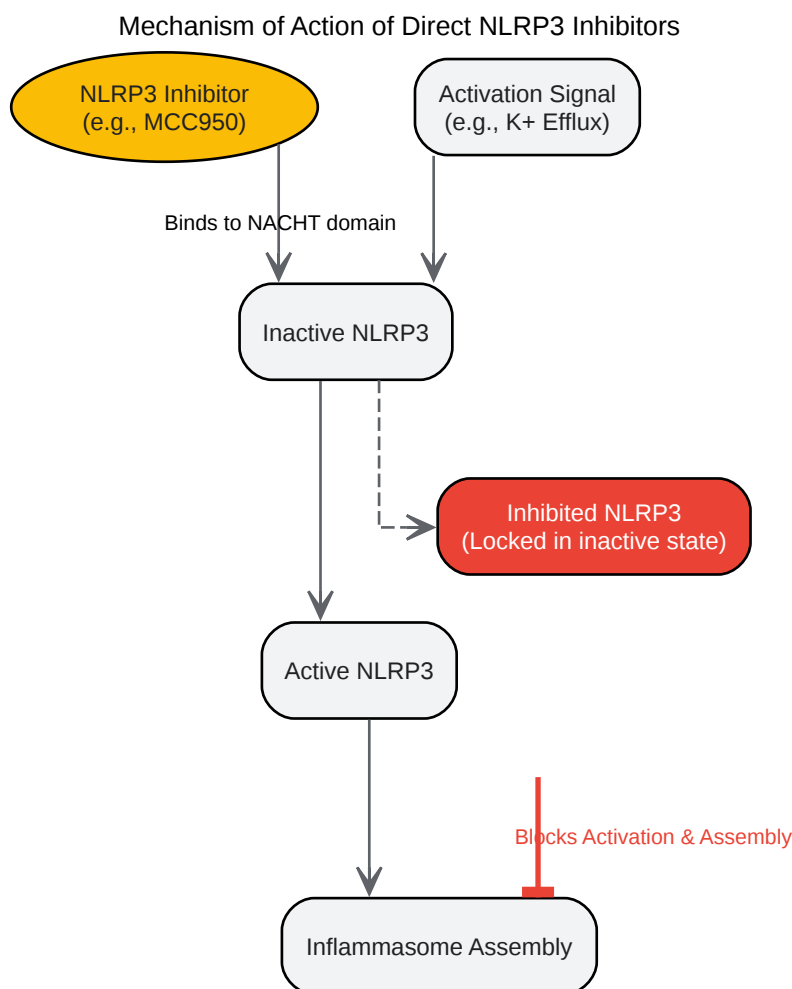 Mechanism of Action of Direct NLRP3 Inhibitors
NLRP3 Inhibitor
(e.g., MCC950)
Activation Signal
(e.g., K+ Efflux)
Binds to NACHT domain
Inactive NLRP3
Inhibited NLRP3
(Locked in inactive state)
Active NLRP3
Blocks Activation & Assembly
Inflammasome Assembly